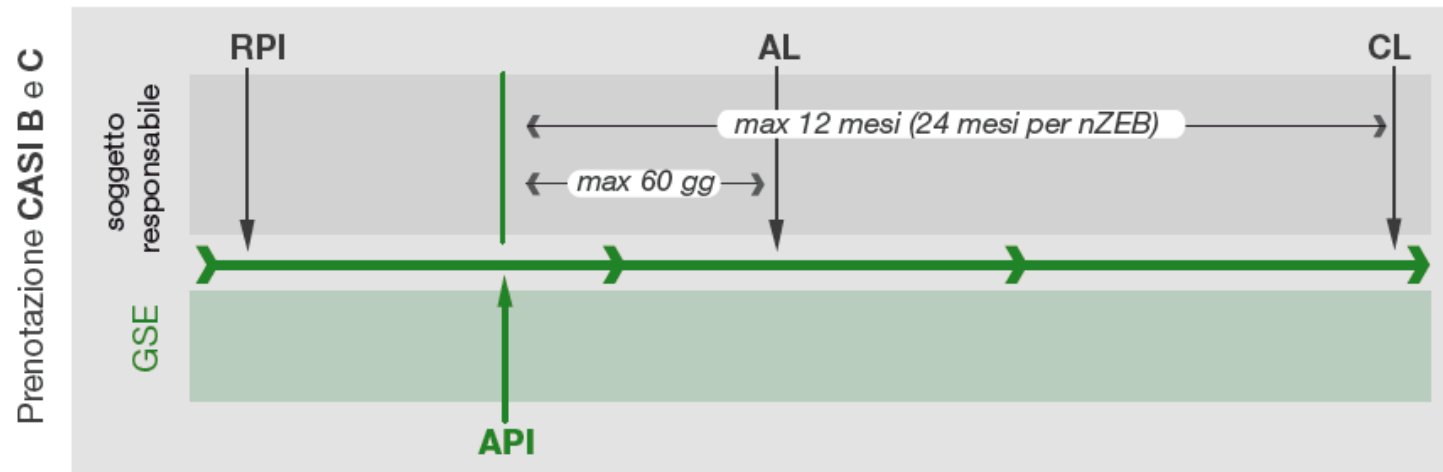 Prenotazione CASI B e C
soggetto
responsabile
GSE
RPI
AL
CL
max 12 mesi (24 mesi per nZEB)
max 60 gg
API